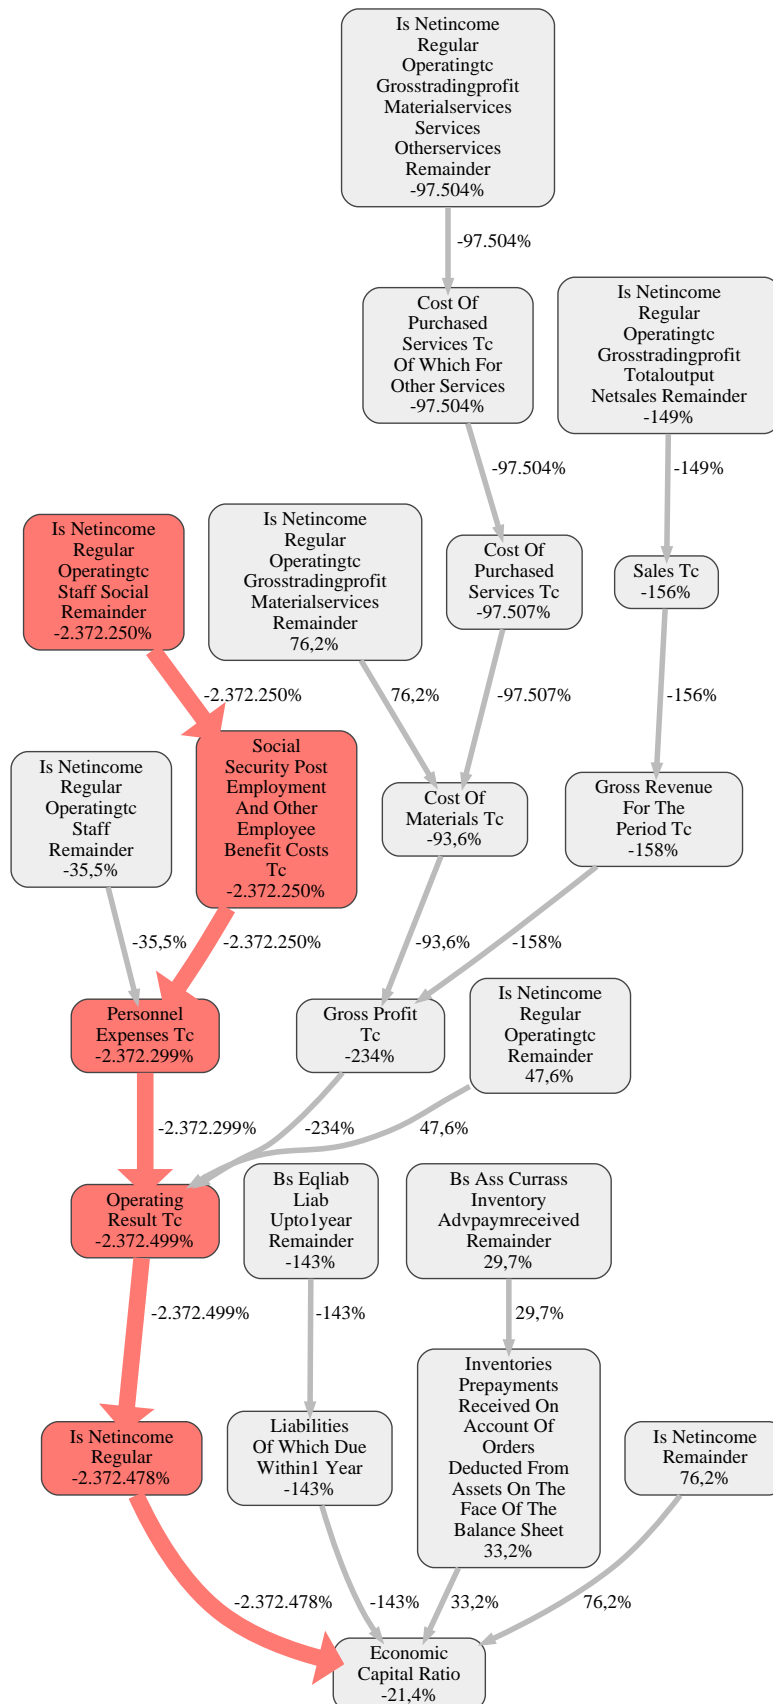 Is Netincome
Regular
Operatingtc
Grosstradingprofit
Materialservices
Services
Otherservices
Remainder
-97.504%
-97.504%
Cost Of
Purchased
Services Tc
Of Which For
Other Services
-97.504%
Is Netincome
Regular
Operatingtc
Grosstradingprofit
Totaloutput
Netsales Remainder
-149%
-97.504%
-149%
Is Netincome
Regular
Operatingtc
Staff Social
Remainder
-2.372.250%
Is Netincome
Regular
Operatingtc
Grosstradingprofit
Materialservices
Remainder
76,2%
Cost Of
Purchased
Services Tc
-97.507%
Sales Tc
-156%
-2.372.250%
76,2%
-97.507%
-156%
Is Netincome
Regular
Operatingtc
Staff
Remainder
-35,5%
Social
Security Post
Employment
And Other
Employee
Benefit Costs
Tc
-2.372.250%
Cost Of
Materials Tc
-93,6%
Gross Revenue
For The
Period Tc
-158%
-35,5%
-2.372.250%
-93,6%
-158%
Personnel
Expenses Tc
-2.372.299%
Gross Profit
Tc
-234%
Is Netincome
Regular
Operatingtc
Remainder
47,6%
-2.372.299%
-234%
47,6%
Operating
Result Tc
-2.372.499%
Bs Eqliab
Liab
Upto1year
Remainder
-143%
Bs Ass Currass
Inventory
Advpaymreceived
Remainder
29,7%
-2.372.499%
-143%
29,7%
Is Netincome
Regular
-2.372.478%
Liabilities
Of Which Due
Within1 Year
-143%
Inventories
Prepayments
Received On
Account Of
Orders
Deducted From
Assets On The
Face Of The
Balance Sheet
33,2%
Is Netincome
Remainder
76,2%
-2.372.478%
-143%
33,2%
76,2%
Economic
Capital Ratio
-21,4%